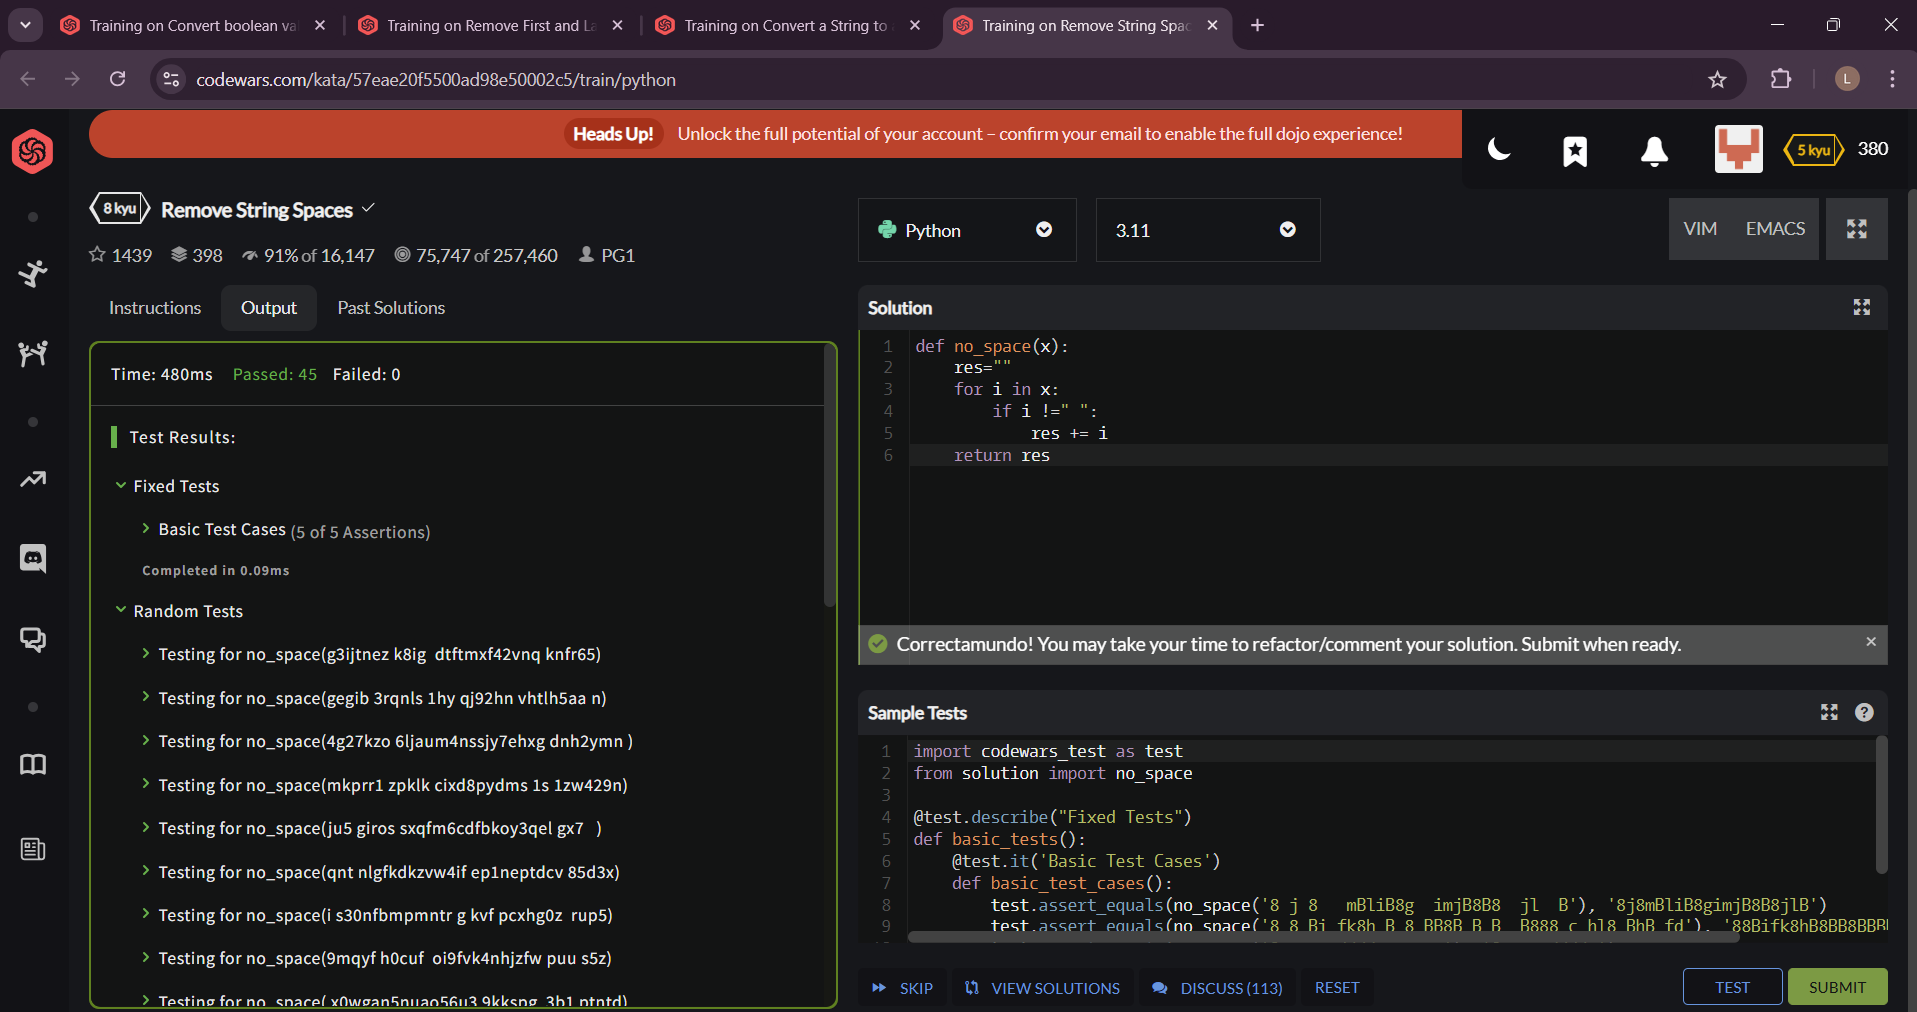 Training on Convert boolean va
Training on Remove First and La
Training on Convert a String to
Training on Remove String Spac
codewars.com/kata/57eae20f5500ad98e50002c5/train/python
L
Heads Up! Unlock the full potential of your account – confirm your email to enable the full dojo experience!
5 kyu 380
8 kyu Remove String Spaces
1439 398 91% of 16,147 75,747 of 257,460 PG1
Python
3.11
VIM EMACS
Instructions Output Past Solutions
Time: 480ms Passed: 45 Failed: 0
Test Results:
Fixed Tests
Basic Test Cases (5 of 5 Assertions)
Completed in 0.09ms
Random Tests
Testing for no_space(g3ijtnez k8ig  dtftmxf42vnq knfr65)
Testing for no_space(gegib 3rqnls 1hy qj92hn vhtlh5aa n)
Testing for no_space(4g27kzo 6ljaum4nssjy7ehxg dnh2ymn )
Testing for no_space(mkprr1 zpklk cixd8pydms 1s 1zw429n)
Testing for no_space(ju5 giros sxqfm6cdfbkoy3qel gx7  )
Testing for no_space(qnt nlgfkdkzvw4if ep1neptdcv 85d3x)
Testing for no_space(i s30nfbmpmntr g kvf pcxhg0z  rup5)
Testing for no_space(9mqyf h0cuf  oi9fvk4nhjzfw puu s5z)
Testing for no_space( x0wgan5nuao56u3 9kksng  3b1 ptntd)
Solution
1 def no_space(x):
2     res=""
3     for i in x:
4         if i !=" ":
5             res += i
6     return res
Correctamundo! You may take your time to refactor/comment your solution. Submit when ready.
Sample Tests
1 import codewars_test as test
2 from solution import no_space
3
4 @test.describe("Fixed Tests")
5 def basic_tests():
6     @test.it('Basic Test Cases')
7     def basic_test_cases():
8         test.assert_equals(no_space('8 j 8   mBliB8g  imjB8B8  jl  B'), '8j8mBliB8gimjB8B8jlB')
9         test.assert_equals(no_space('8 8 Bi fk8h B 8 BB8B B B  B888 c hl8 BhB fd'), '88Bifk8hB8BB8BBB
SKIP VIEW SOLUTIONS DISCUSS (113) RESET
TEST SUBMIT